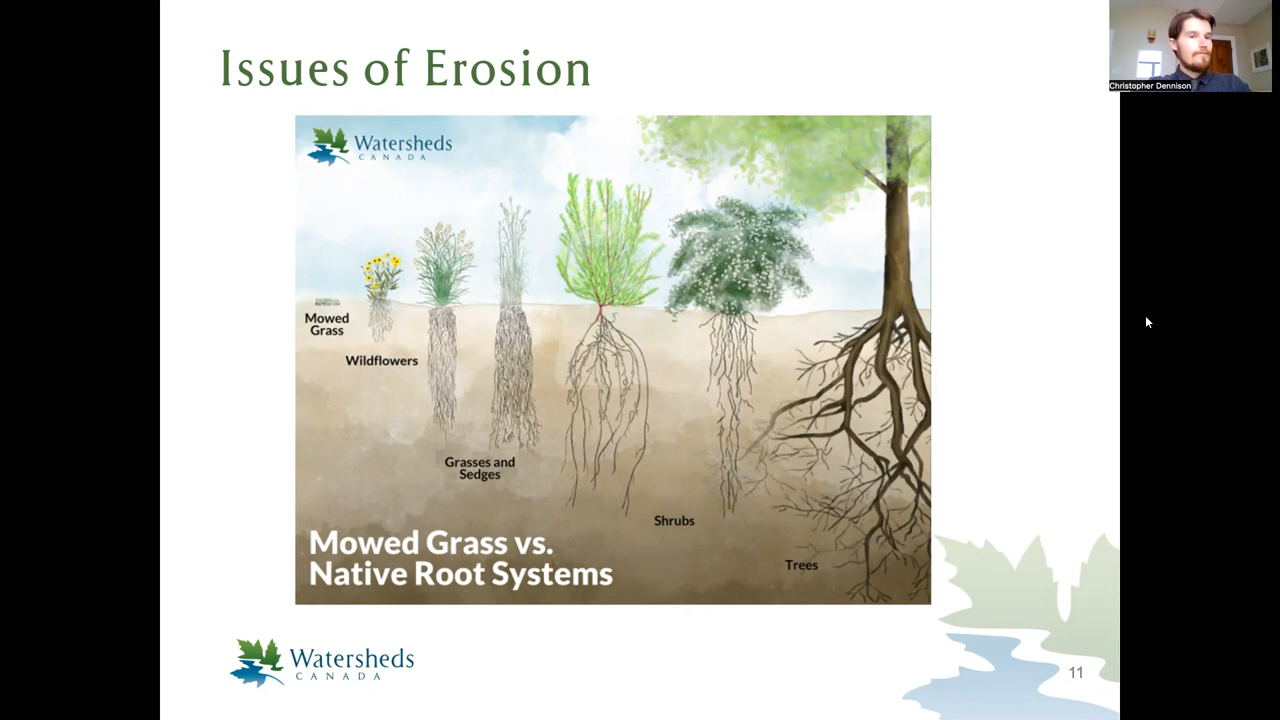 Issues of Erosion
Christopher Dennison
Watersheds
CANADA
Mowed
Grass
Wildflowers
Grasses and
Sedges
Shrubs
Trees
Mowed Grass vs.
Native Root Systems
Watersheds
CANADA
11